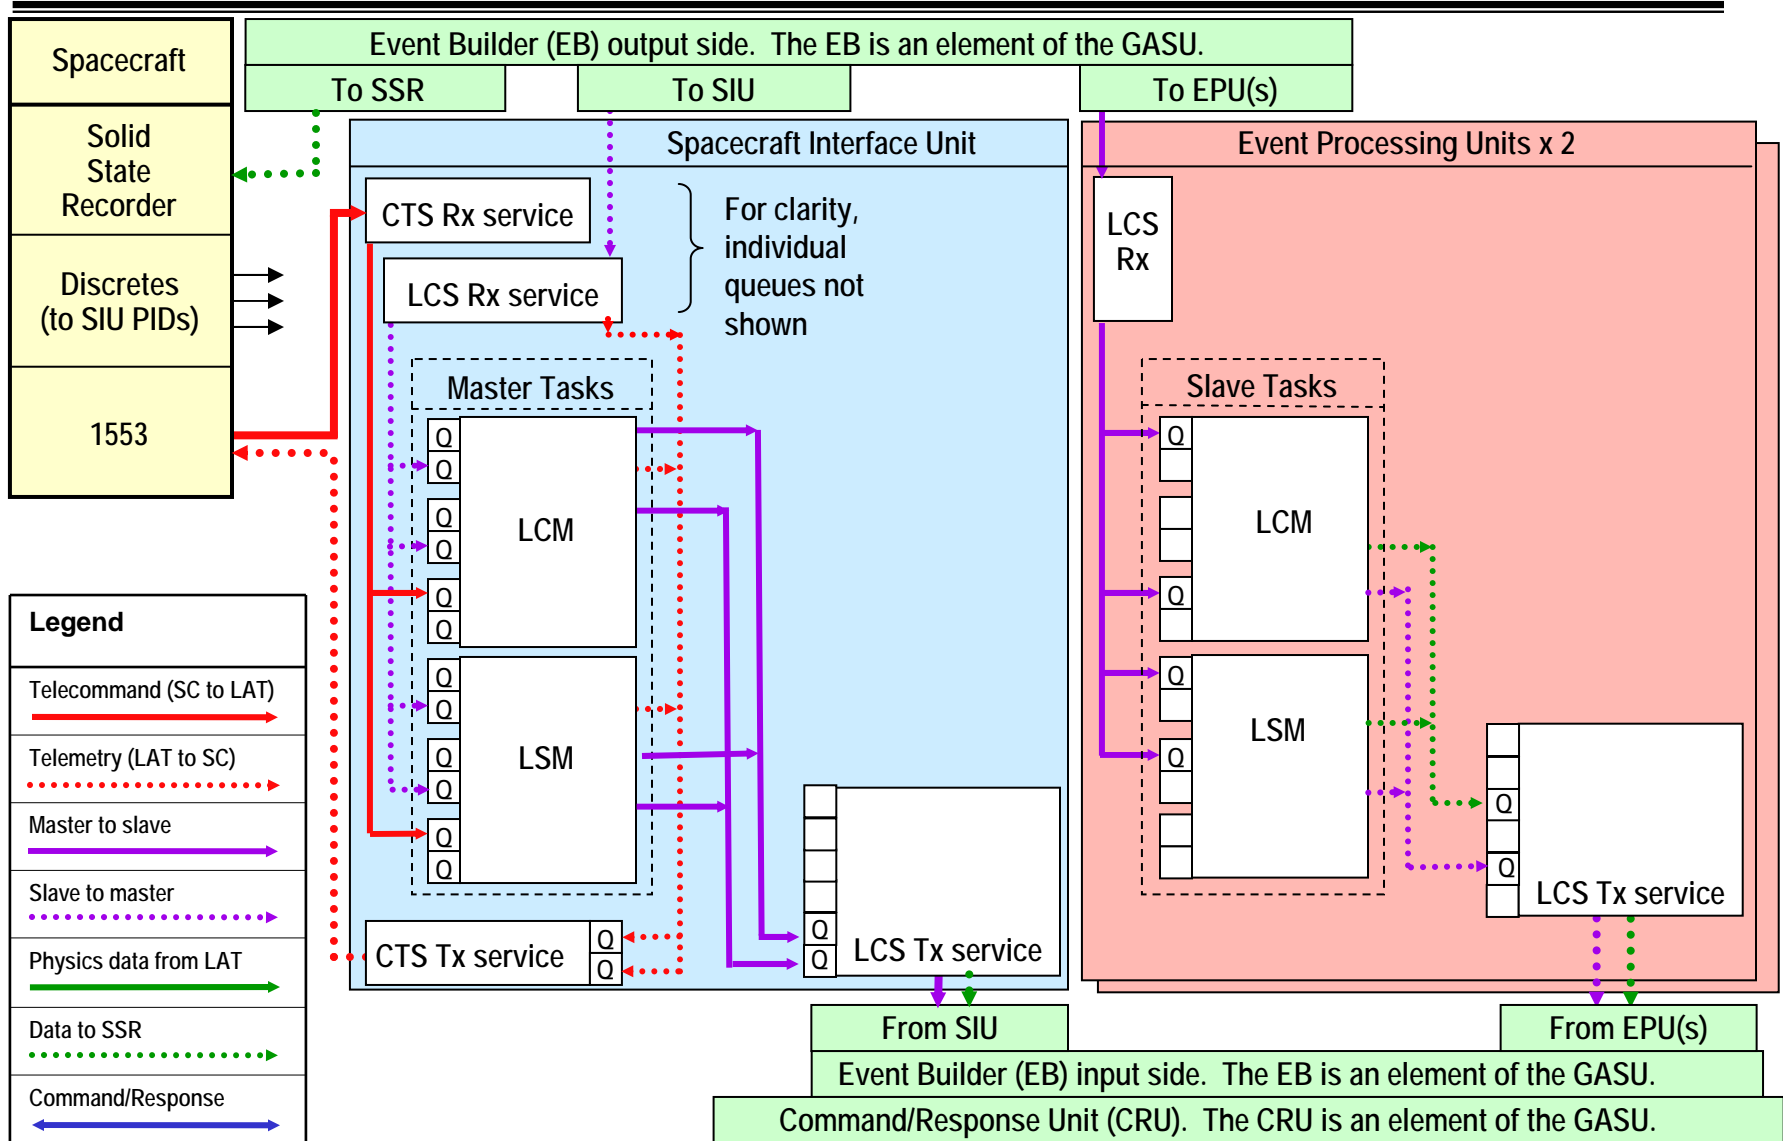 Event Builder (EB) output side. The EB is an element of the GASU.
To SSR
To SIU
To EPU(s)
Spacecraft
Solid
State
Recorder
Discretes
(to SIU PIDs)
1553
Spacecraft Interface Unit
CTS Rx service
LCS Rx service
For clarity,
individual
queues not
shown
Master Tasks
Q
Q
Q
Q
Q
Q
LCM
Q
Q
Q
Q
Q
Q
LSM
CTS Tx service
Q
Q
Q
Q
LCS Tx service
Event Processing Units x 2
LCS
Rx
Slave Tasks
Q
Q
LCM
Q
Q
LSM
Q
Q
LCS Tx service
Legend
Telecommand (SC to LAT)
Telemetry (LAT to SC)
Master to slave
Slave to master
Physics data from LAT
Data to SSR
Command/Response
From SIU
From EPU(s)
Event Builder (EB) input side. The EB is an element of the GASU.
Command/Response Unit (CRU). The CRU is an element of the GASU.